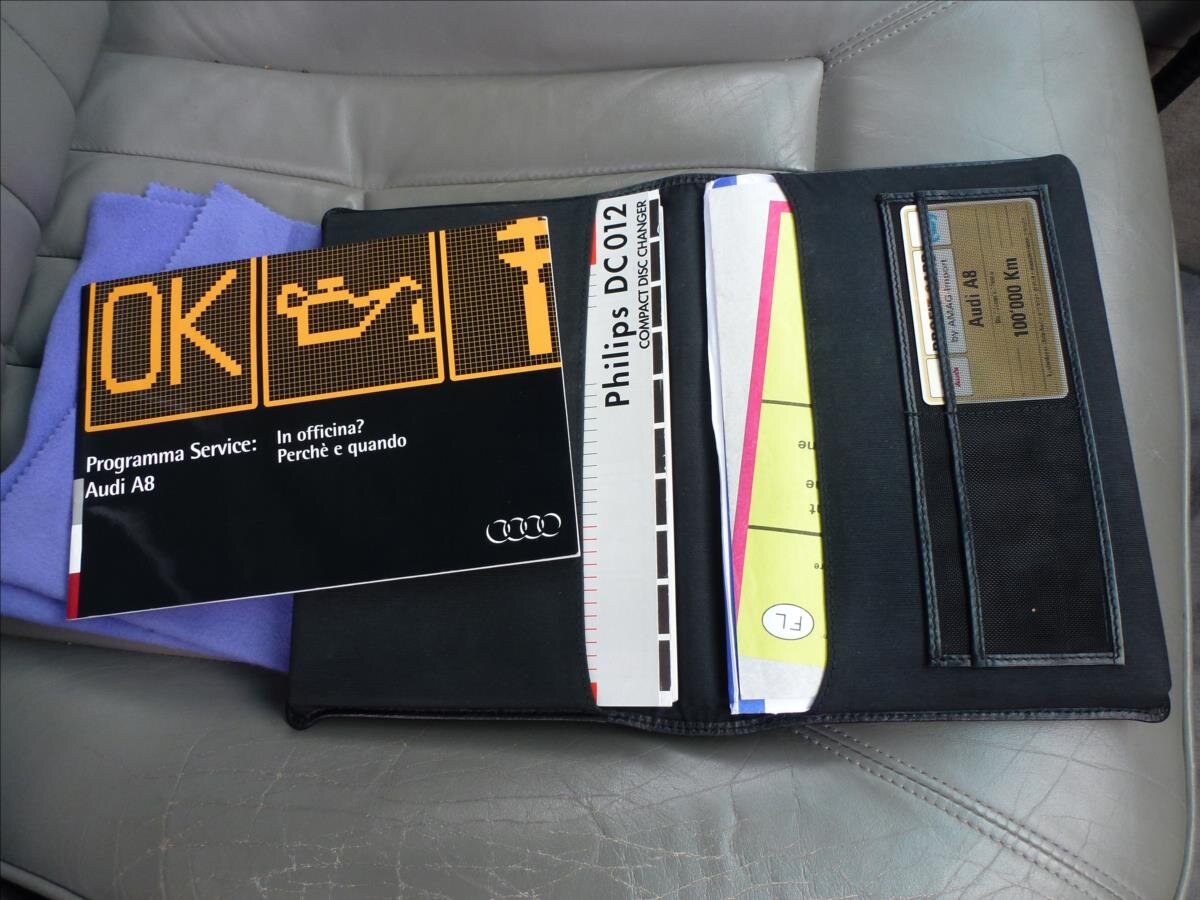 OK
Programma Service:
Audi A8
In officina?
Perchè e quando
Philips DC 012
COMPACT DISC CHANGER
FL
by AMAG Import
Audi
Audi A8
100'000 Km